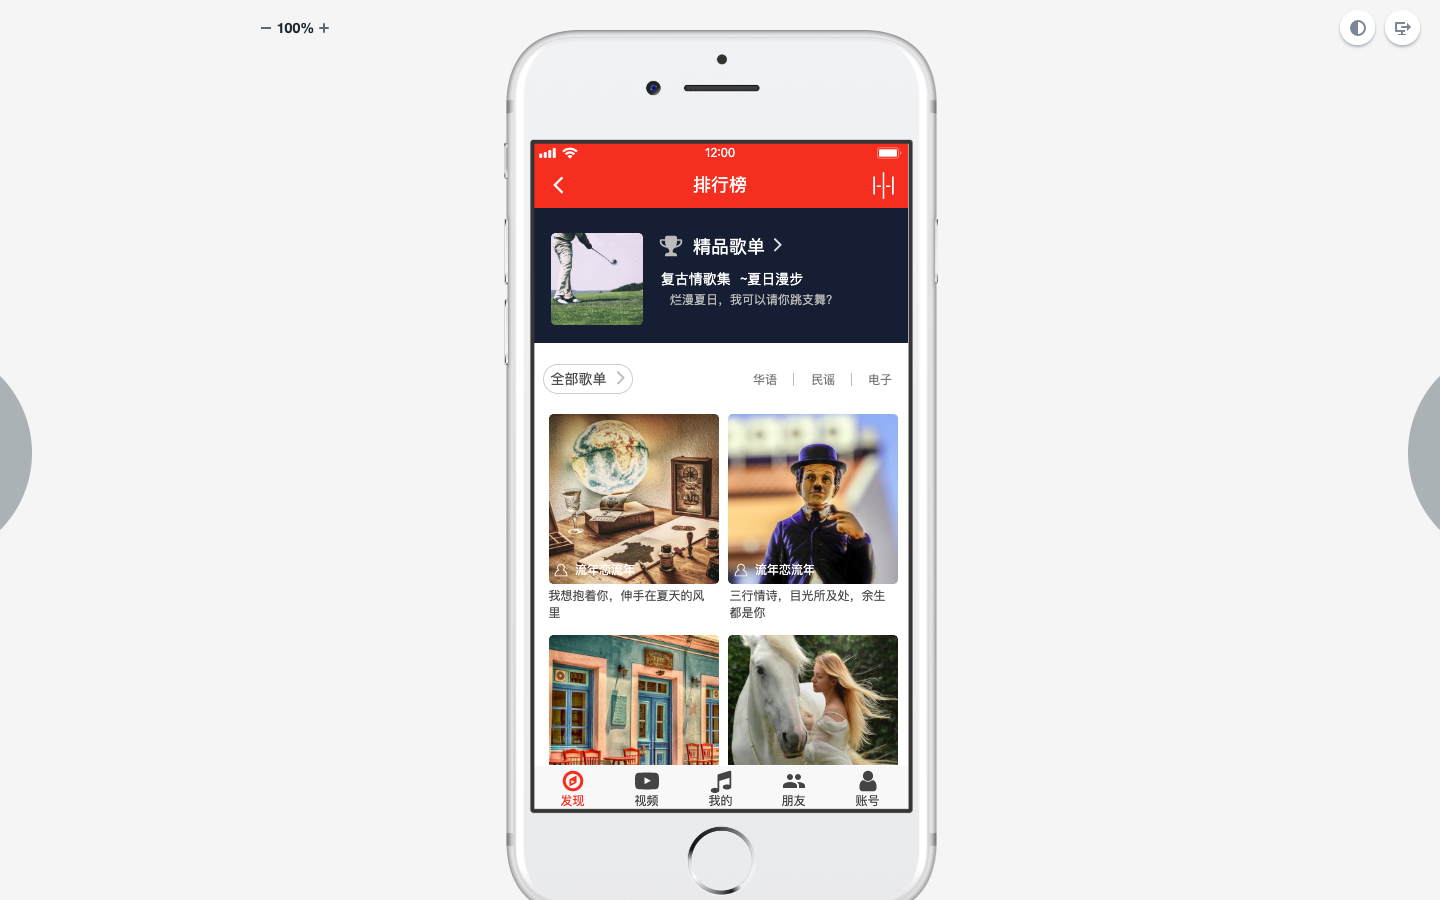 100%
12:00
排行榜
精品歌单
复古情歌集 ~夏日漫步
烂漫夏日，我可以请你跳支舞?
全部歌单
华语
民谣
电子
流年恋流年
流年恋流年
我想抱着你，伸手在夏天的风
里
三行情诗，目光所及处，余生
都是你
发现
视频
我的
朋友
账号